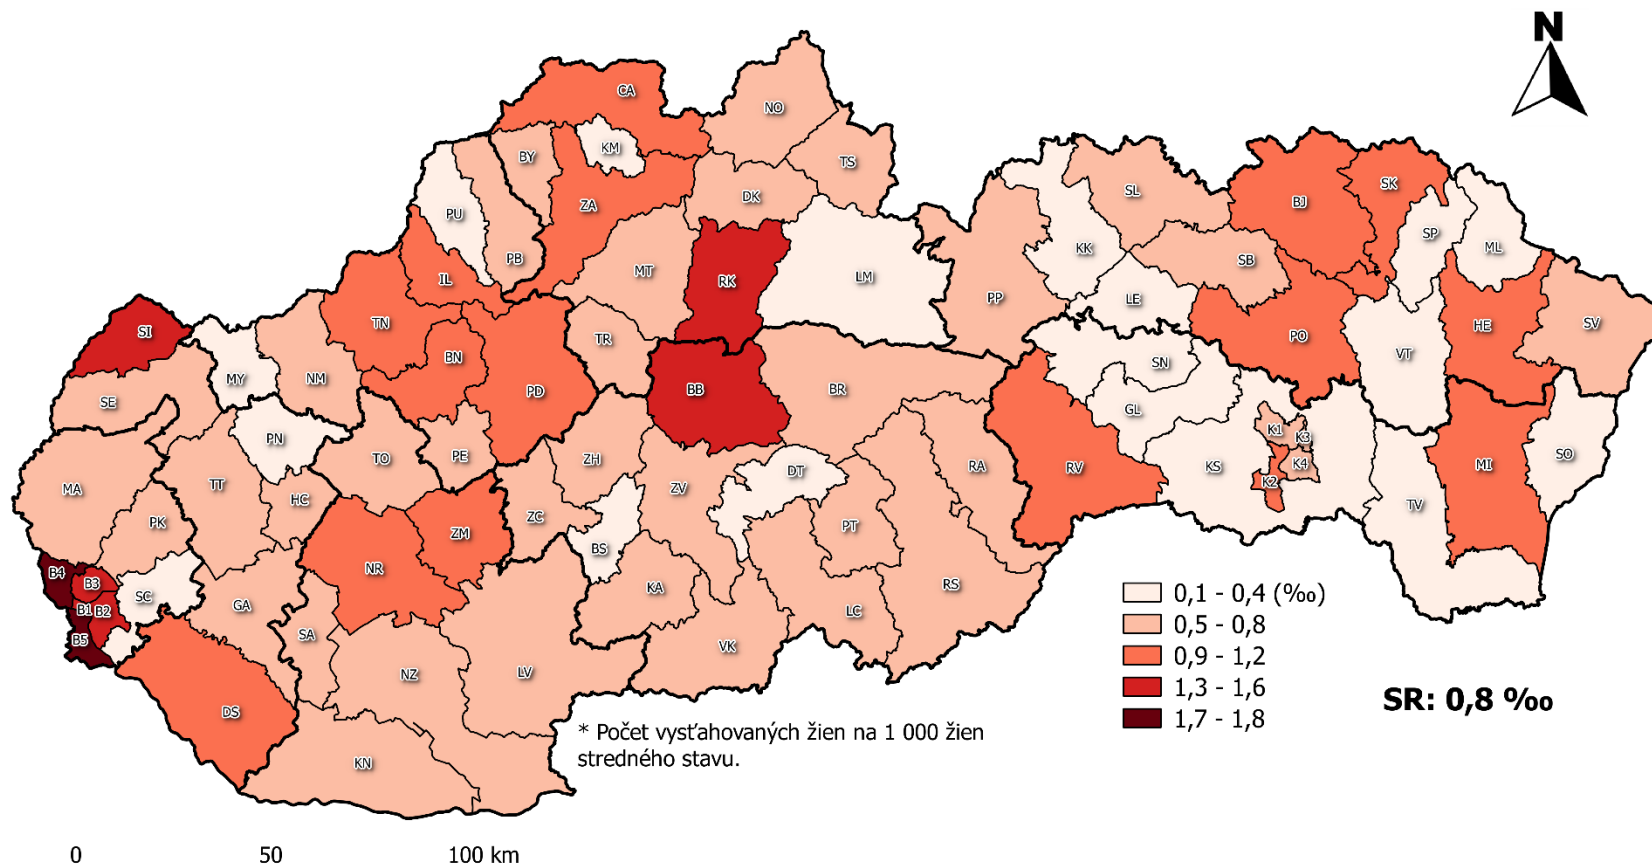 N
CA
NO
KM
BY
TS
DK
SL
SK
BJ
PU
ZA
KK
SP
ML
SB
PB
MT
IL
RK
LM
PP
LE
SI
TN
HE
SV
TR
PO
BN
VT
SN
MY
NM
BB
BR
PD
SE
GL
K1
K3
PN
TO
PE
ZH
DT
RA
RV
KS
K4
MI
SO
MA
TT
HC
ZV
K2
PK
ZC
PT
TV
ZM
BS
B4
B3
NR
SC
KA
RS
B1
B2
GA
LC
B5
SA
VK
NZ
LV
DS
KN
0,1 - 0,4 (‰)
0,5 - 0,8
0,9 - 1,2
1,3 - 1,6
1,7 - 1,8
SR: 0,8 ‰
* Počet vysťahovaných žien na 1 000 žien
stredného stavu.
0 50 100 km